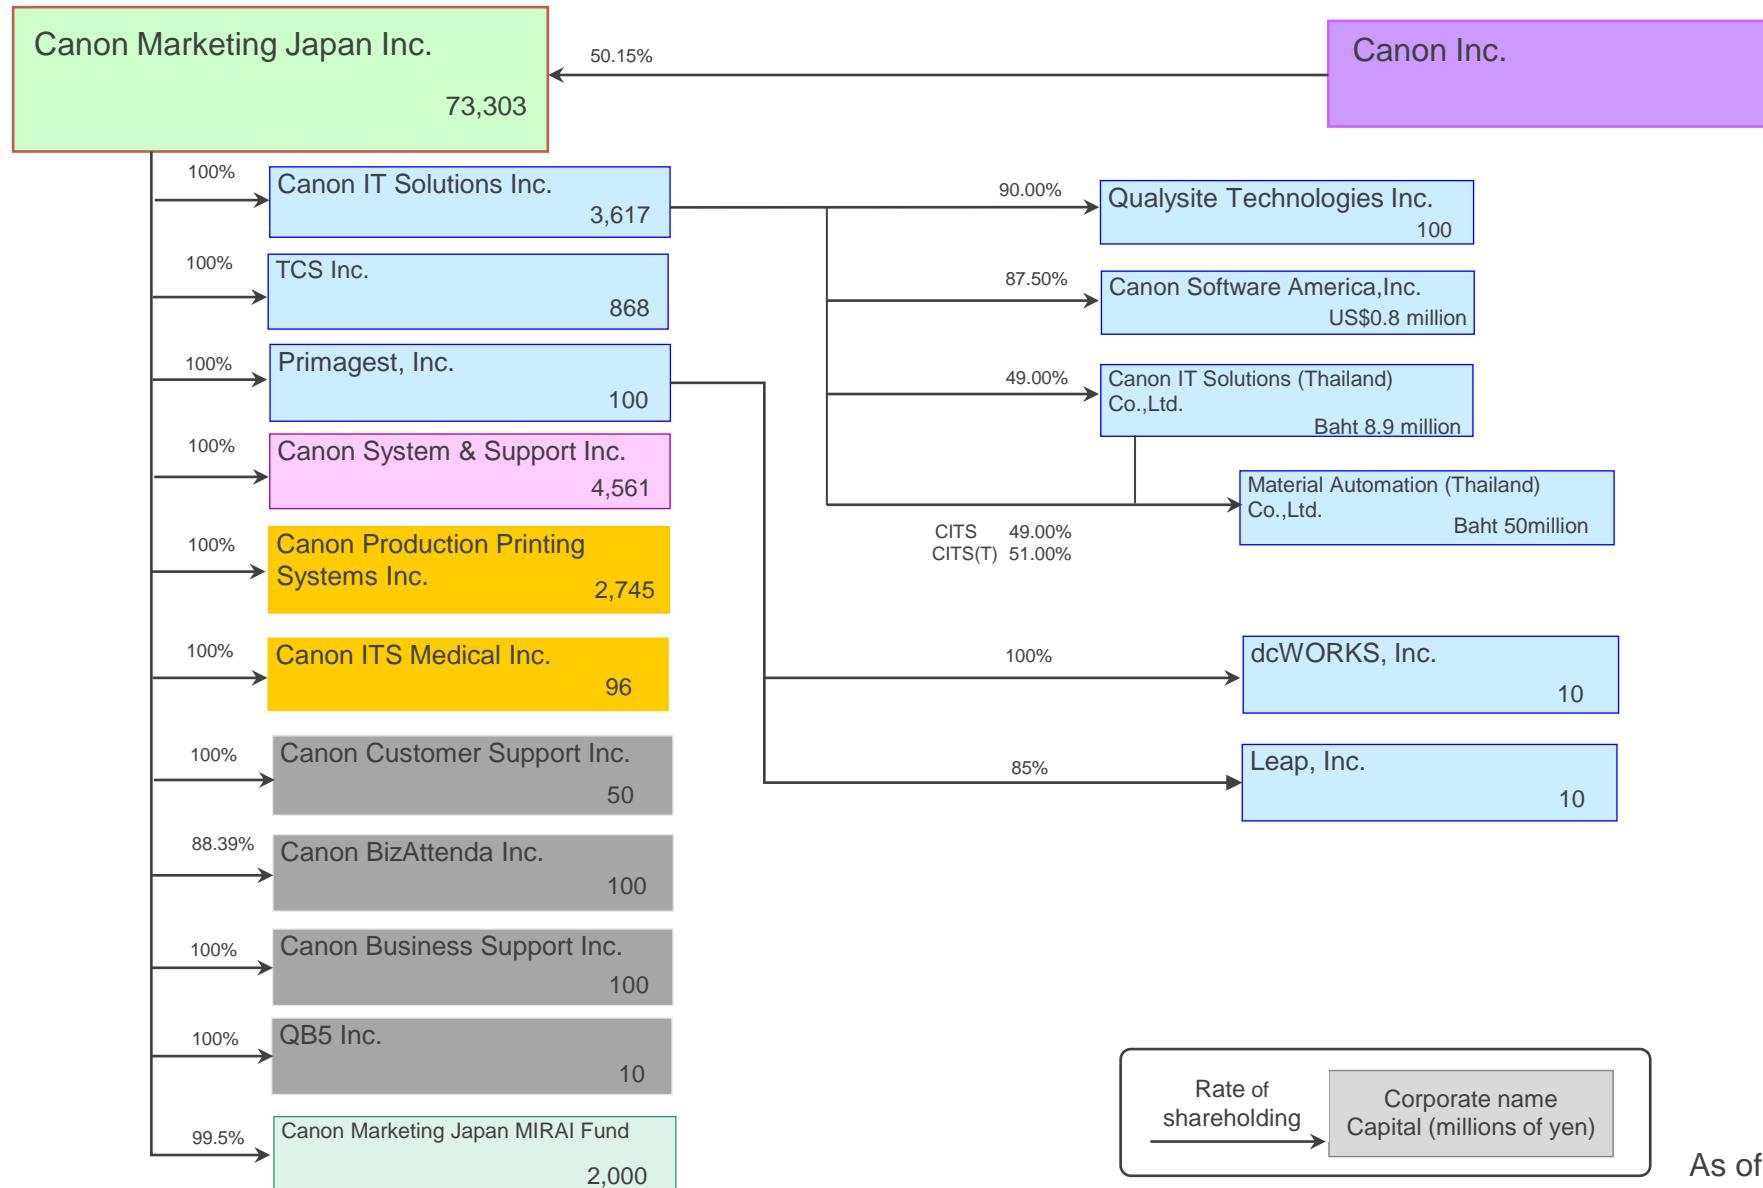 Canon Marketing Japan Inc.
73,303
50.15%
Canon Inc.
100%
Canon IT Solutions Inc.
3,617
90.00%
Qualysite Technologies Inc.
100
100%
TCS Inc.
868
87.50%
Canon Software America,Inc.
US$0.8 million
100%
Primagest, Inc.
100
49.00%
Canon IT Solutions (Thailand)
Co.,Ltd.
Baht 8.9 million
100%
Canon System & Support Inc.
4,561
Material Automation (Thailand)
Co.,Ltd.
Baht 50million
CITS 49.00%
CITS(T) 51.00%
100%
Canon Production Printing
Systems Inc.
2,745
100%
Canon ITS Medical Inc.
96
100%
dcWORKS, Inc.
10
100%
Canon Customer Support Inc.
50
85%
Leap, Inc.
10
88.39%
Canon BizAttenda Inc.
100
100%
Canon Business Support Inc.
100
100%
QB5 Inc.
10
99.5%
Canon Marketing Japan MIRAI Fund
2,000
Rate of
shareholding
Corporate name
Capital (millions of yen)
As of